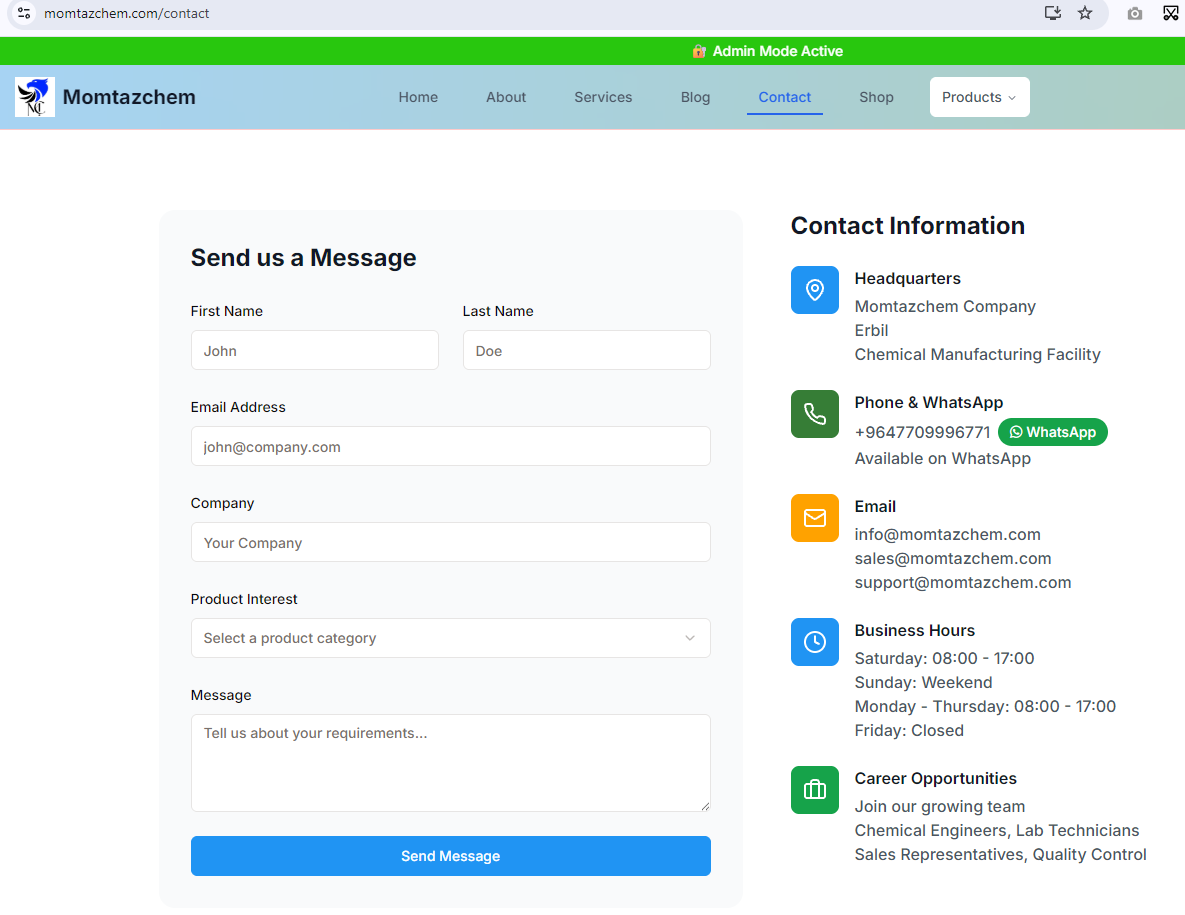 momtazchem.com/contact
Admin Mode Active
Momtazchem
Home
About
Services
Blog
Contact
Shop
Products
Send us a Message
First Name
Last Name
John
Doe
Email Address
john@company.com
Company
Your Company
Product Interest
Select a product category
Message
Tell us about your requirements...
Send Message
Contact Information
Headquarters
Momtazchem Company
Erbil
Chemical Manufacturing Facility
Phone & WhatsApp
+9647709996771 WhatsApp
Available on WhatsApp
Email
info@momtazchem.com
sales@momtazchem.com
support@momtazchem.com
Business Hours
Saturday: 08:00 - 17:00
Sunday: Weekend
Monday - Thursday: 08:00 - 17:00
Friday: Closed
Career Opportunities
Join our growing team
Chemical Engineers, Lab Technicians
Sales Representatives, Quality Control